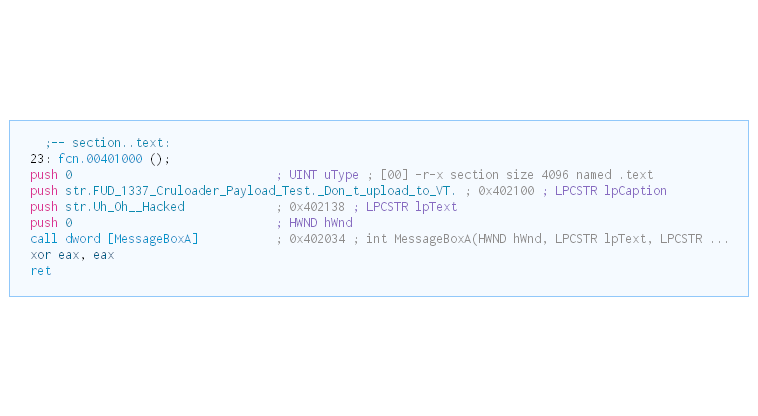 ;-- section..text:
23: fcn.00401000 ();
push 0 ; UINT uType ; [00] -r-x section size 4096 named .text
push str.FUD_1337_Cruloader_Payload_Test._Don_t_upload_to_VT. ; 0x402100 ; LPCSTR lpCaption
push str.Uh_Oh__Hacked ; 0x402138 ; LPCSTR lpText
push 0 ; HWND hWnd
call dword [MessageBoxA] ; 0x402034 ; int MessageBoxA(HWND hWnd, LPCSTR lpText, LPCSTR ...
xor eax, eax
ret